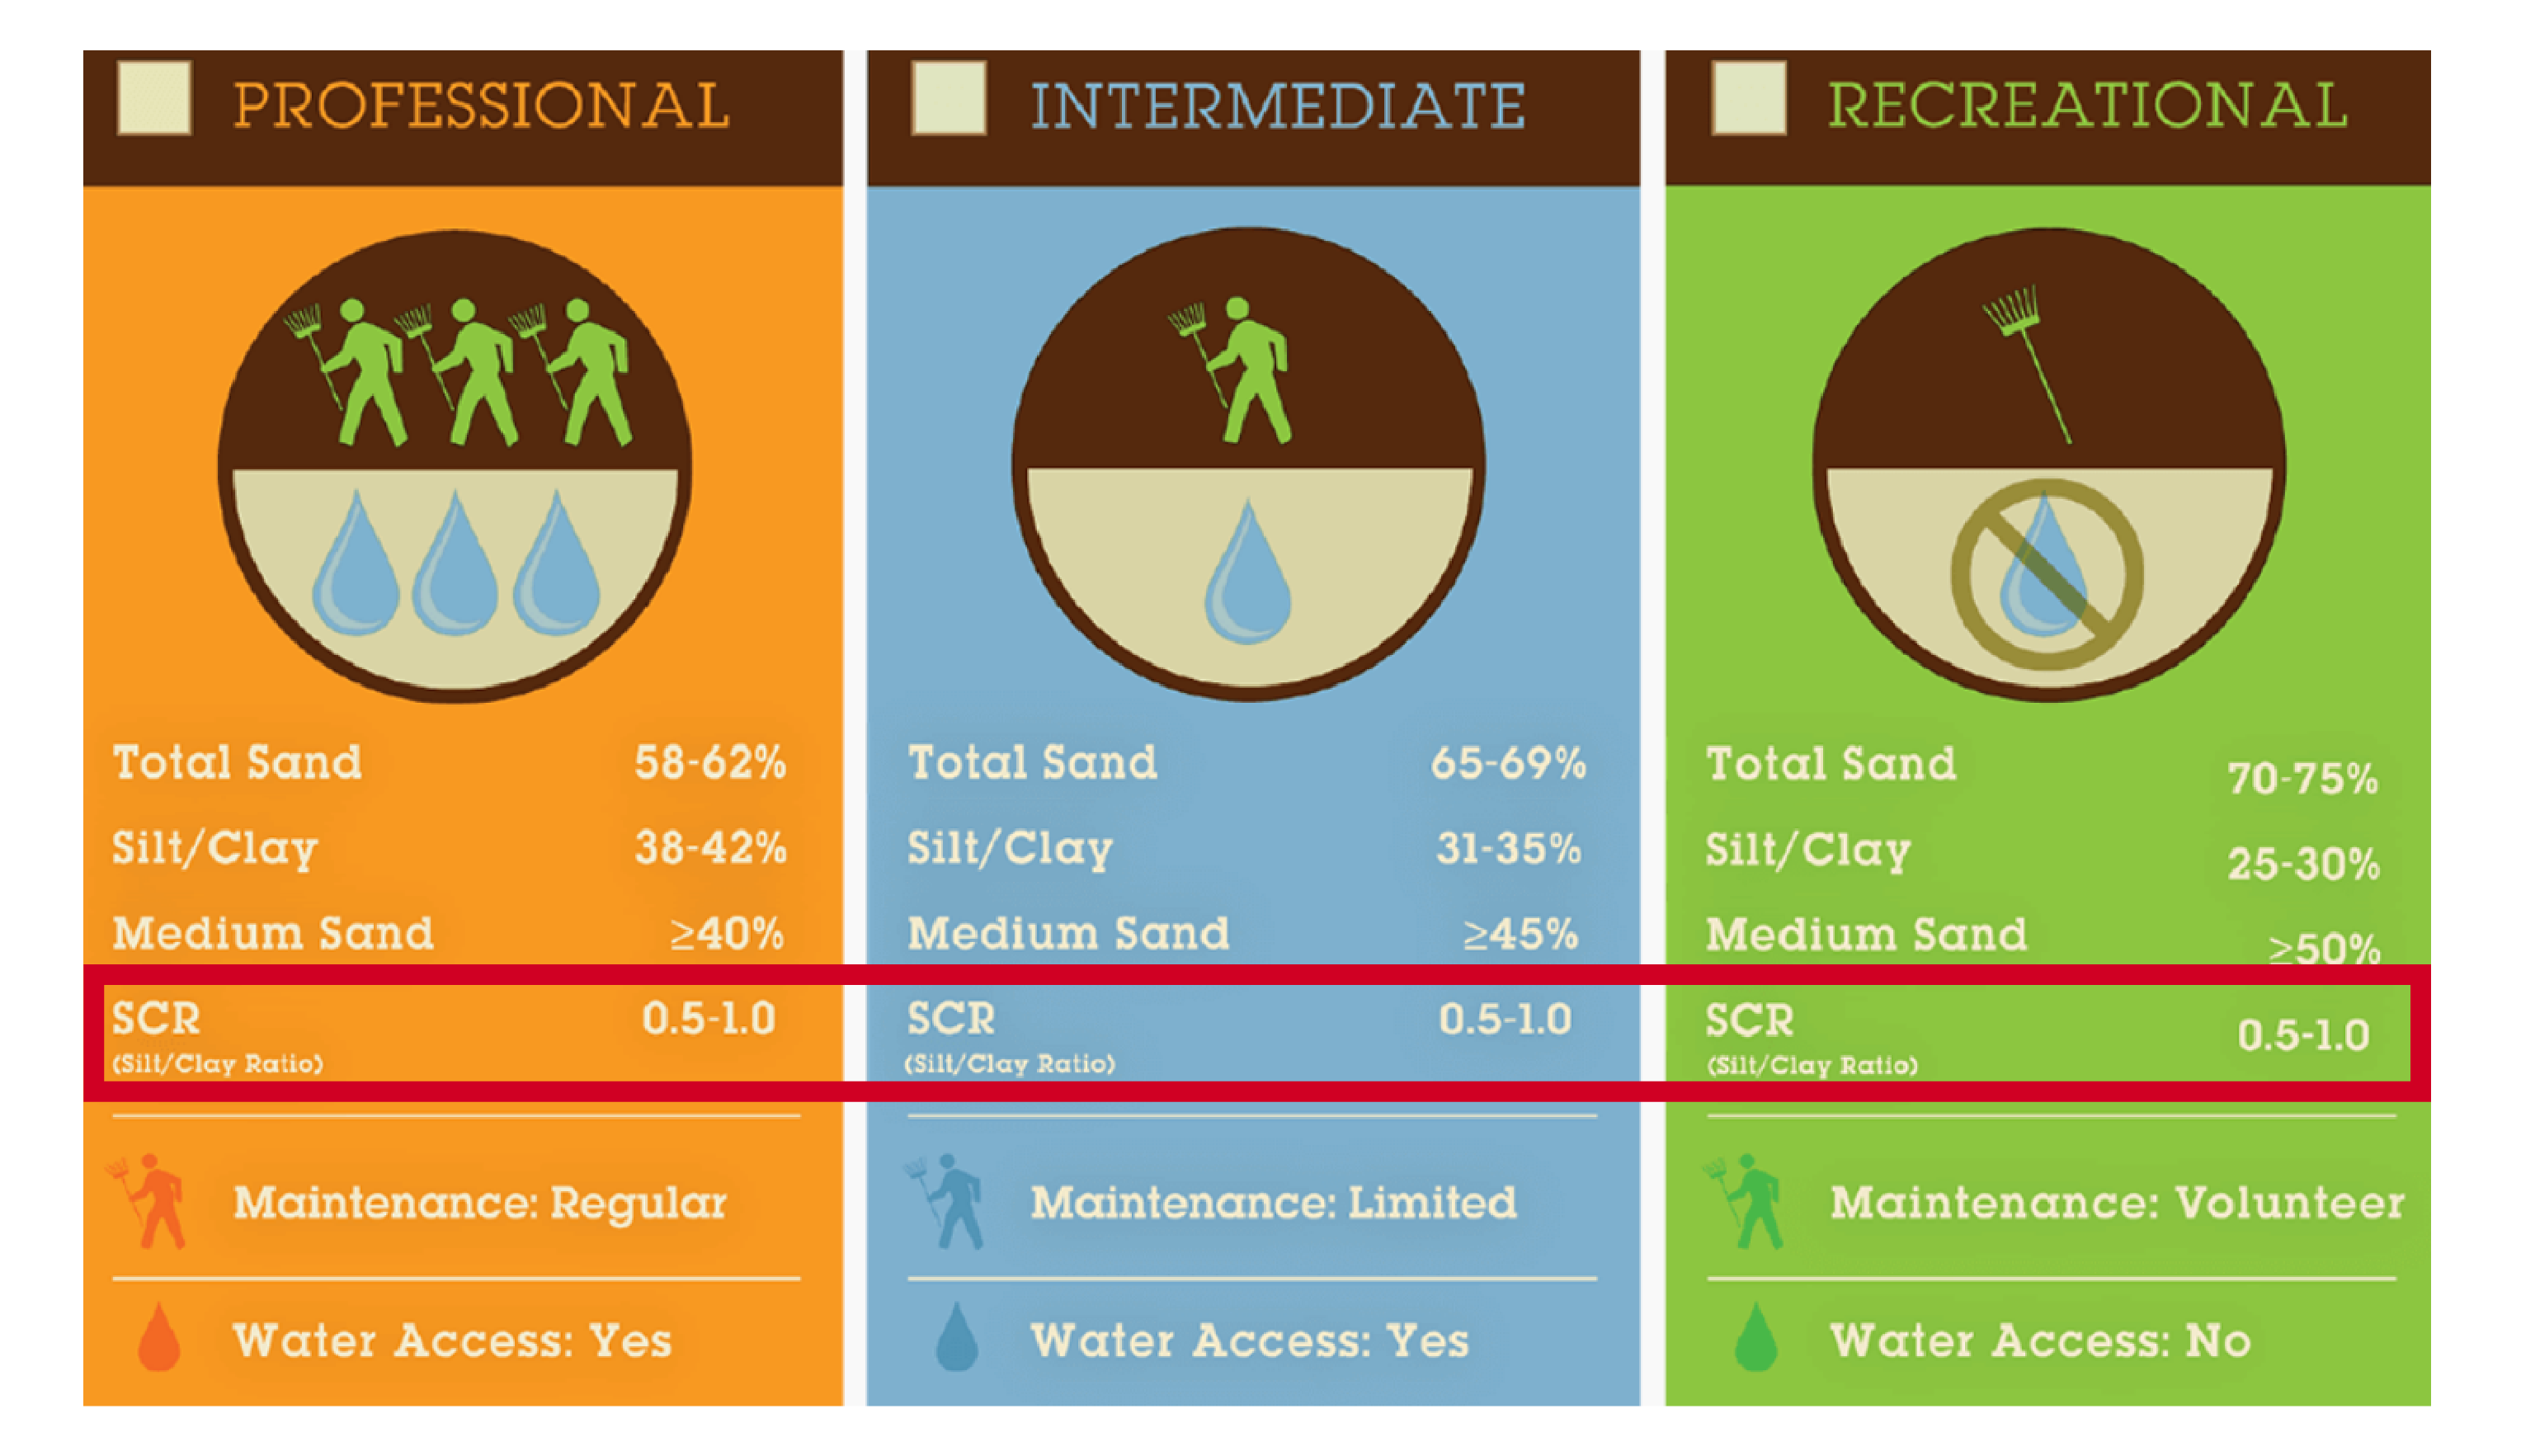 PROFESSIONAL
Total Sand 58-62%
Silt/Clay 38-42%
Medium Sand ≥40%
SCR 0.5-1.0
(Silt/Clay Ratio)
Maintenance: Regular
Water Access: Yes
INTERMEDIATE
Total Sand 65-69%
Silt/Clay 31-35%
Medium Sand ≥45%
SCR 0.5-1.0
(Silt/Clay Ratio)
Maintenance: Limited
Water Access: Yes
RECREATIONAL
Total Sand 70-75%
Silt/Clay 25-30%
Medium Sand ≥50%
SCR 0.5-1.0
(Silt/Clay Ratio)
Maintenance: Volunteer
Water Access: No